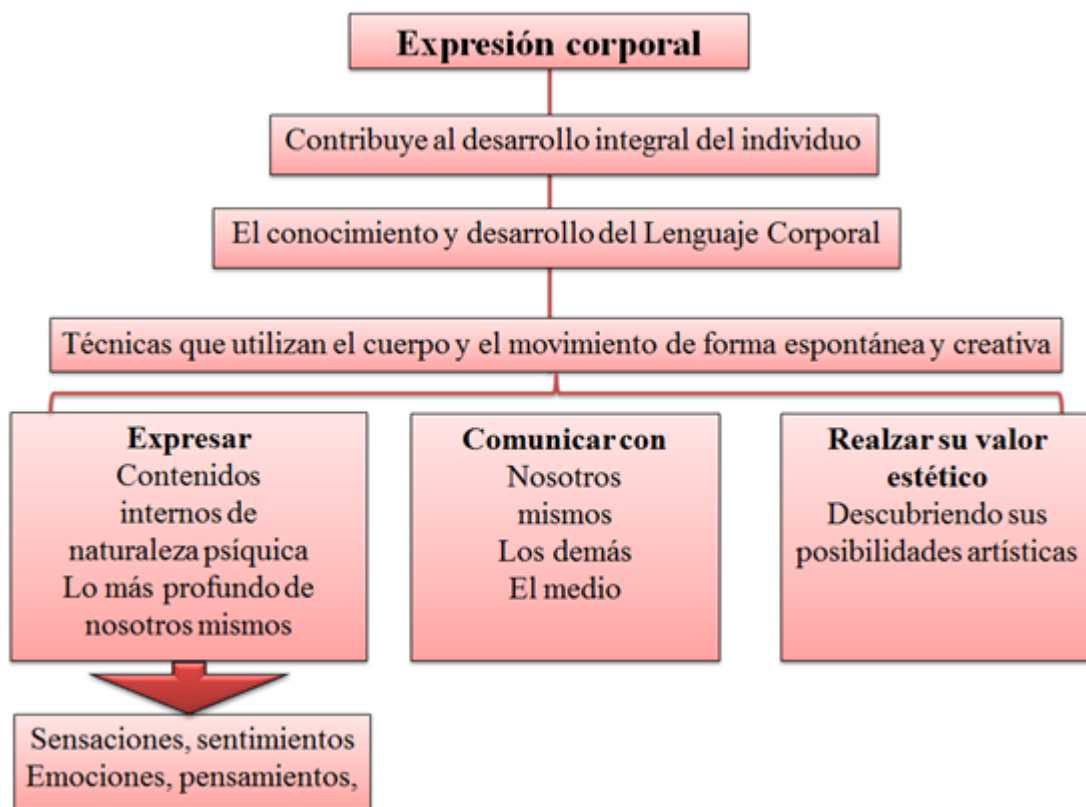 Expresión corporal
Contribuye al desarrollo integral del individuo
El conocimiento y desarrollo del Lenguaje Corporal
Técnicas que utilizan el cuerpo y el movimiento de forma espontánea y creativa
Expresar
Contenidos
internos de
naturaleza psíquica
Lo más profundo de
nosotros mismos
Comunicar con
Nosotros
mismos
Los demás
El medio
Realzar su valor
estético
Descubriendo sus
posibilidades artísticas
Sensaciones, sentimientos
Emociones, pensamientos,